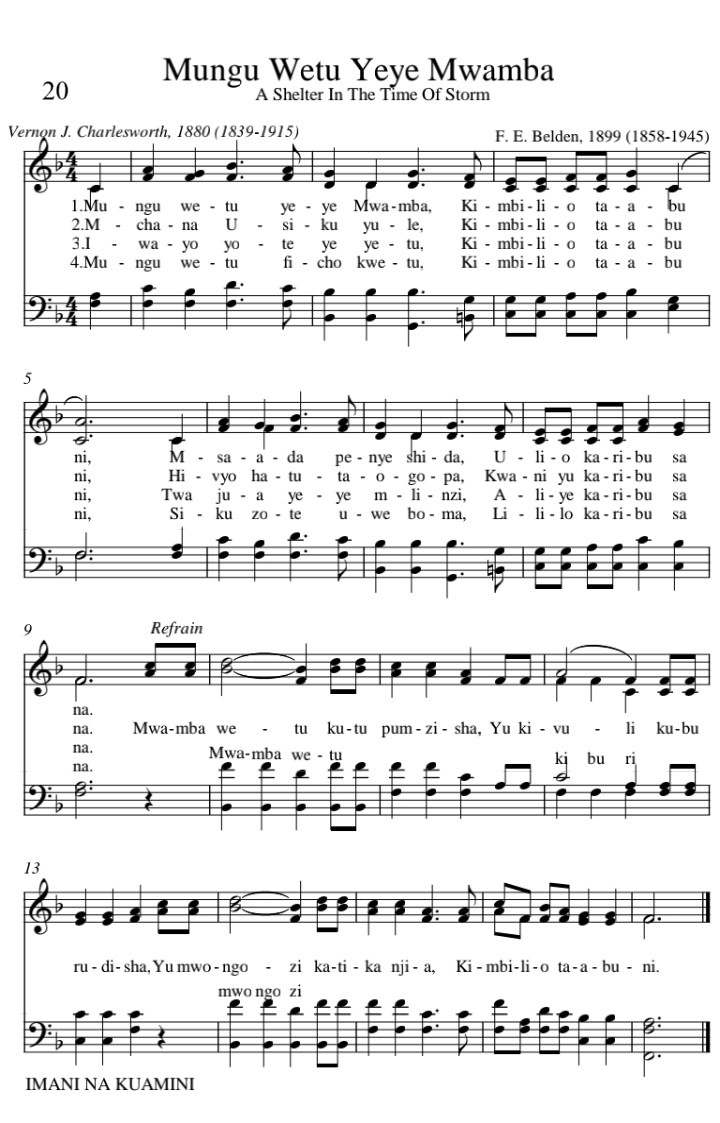 Mungu Wetu Yeye Mwamba
20
A Shelter In The Time Of Storm
Vernon J. Charlesworth, 1880 (1839-1915)
F. E. Belden, 1899 (1858-1945)
1.Mu - ngu we - tu ye - ye Mwa - mba, Ki - mbi - li - o ta - a - bu
2.M - cha - na U - si - ku yu - le, Ki - mbi - li - o ta - a - bu
3.I - wa - yo yo - te ye ye - tu, Ki - mbi - li - o ta - a - bu
4.Mu - ngu we - tu fi - cho kwe - tu, Ki - mbi - li - o ta - a - bu
5
ni, M - sa - a - da pe - nye shi - da, U - li - o ka - ri - bu sa
ni, Hi - vyo ha - tu - ta - o - go - pa, Kwa - ni yu ka - ri - bu sa
ni, Twa ju - a ye - ye m - li - nzi, A - li - ye ka - ri - bu sa
ni, Si - ku zo - te u - we bo - ma, Li - li - lo ka - ri - bu sa
9
Refrain
na.
na. Mwa - mba we - tu ku - tu pum - zi - sha, Yu ki - vu - li ku - bu
na.
na. Mwa - mba we - tu ki bu ri
13
ru - di - sha, Yu mwo - ngo - zi ka - ti - ka nji - a, Ki - mbi - li - o ta - a - bu - ni.
mwo ngo zi
IMANI NA KUAMINI